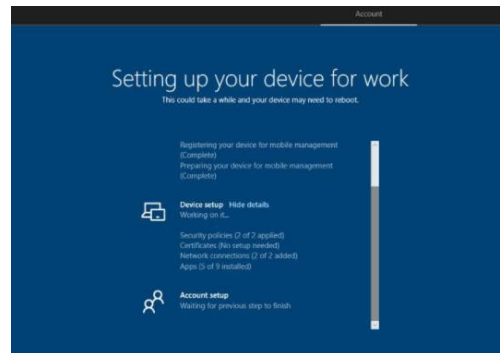 Account
Setting up your device for work
This could take a while and your device may need to reboot.
Registering your device for mobile management
(Complete)
Preparing your device for mobile management
(Complete)
Device setup Hide details
Working on it...
Security policies (2 of 2 applied)
Certificates (No setup needed)
Network connections (2 of 2 added)
Apps (5 of 9 installed)
Account setup
Waiting for previous step to finish